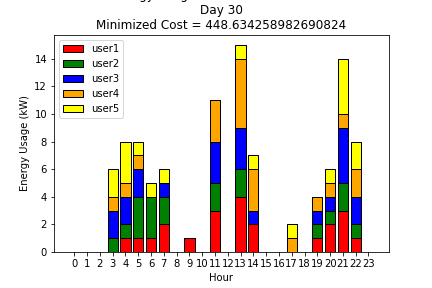 Day 30
Minimized Cost = 448.634258982690824
user1
user2
user3
user4
user5
Energy Usage (kW)
14
12
10
8
6
4
2
0
0 1 2 3 4 5 6 7 8 9 10 11 12 13 14 15 16 17 18 19 20 21 22 23
Hour